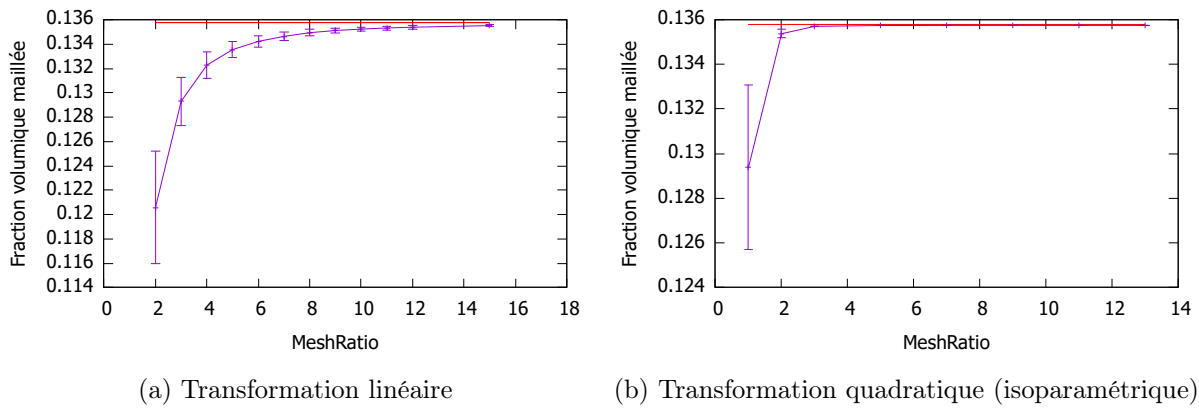 0.136
0.134
0.132
0.13
0.128
0.126
0.124
0.122
0.12
0.118
0.116
0.114
0 2 4 6 8 10 12 14 16 18
Fraction volumique maillée
MeshRatio
(a) Transformation linéaire
0.136
0.134
0.132
0.13
0.128
0.126
0.124
0 2 4 6 8 10 12 14
Fraction volumique maillée
MeshRatio
(b) Transformation quadratique (isoparamétrique)